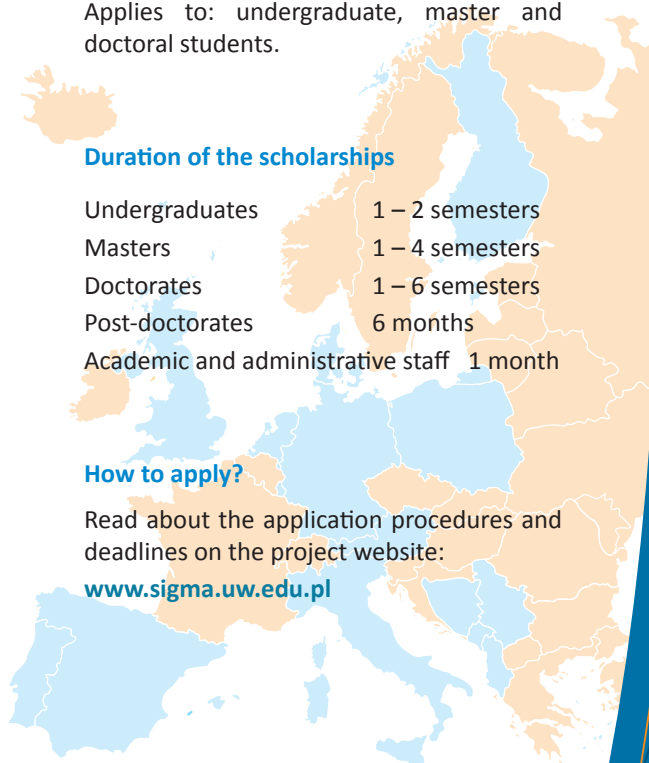 Applies to: undergraduate, master and
doctoral students.
Duration of the scholarships
Undergraduates 1 – 2 semesters
Masters 1 – 4 semesters
Doctorates 1 – 6 semesters
Post-doctorates 6 months
Academic and administrative staff 1 month
How to apply?
Read about the application procedures and
deadlines on the project website:
www.sigma.uw.edu.pl